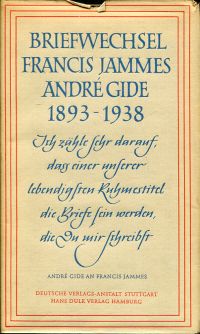 BRIEFWECHSEL
FRANCIS JAMMES
ANDRÉ GIDE
1893-1938
Ich zähle sehr darauf,
dass einer unserer
lebendigsten Ruhmestitel
die Briefe sein werden,
die Du mir schreibst
ANDRÉ GIDE AN FRANCIS JAMMES
DEUTSCHE VERLAGS-ANSTALT STUTTGART
HANS DULK VERLAG HAMBURG